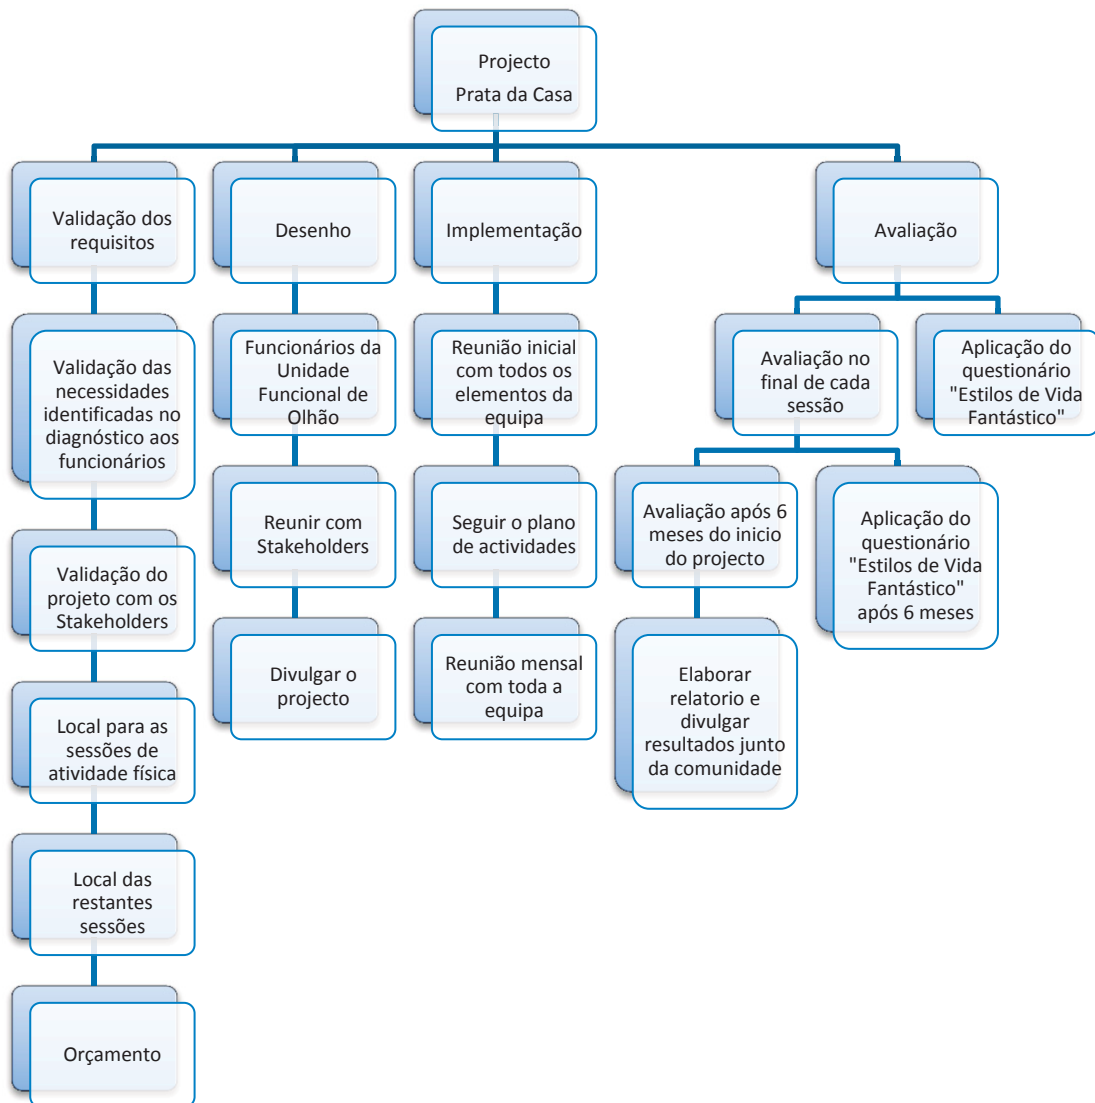 Projecto
Prata da Casa
Validação dos
requisitos
Validação das
necessidades
identificadas no
diagnóstico aos
funcionários
Validação do
projeto com os
Stakeholders
Local para as
sessões de
atividade física
Local das
restantes
sessões
Orçamento
Desenho
Funcionários da
Unidade
Funcional de
Olhão
Reunir com
Stakeholders
Divulgar o
projecto
Implementação
Reunião inicial
com todos os
elementos da
equipa
Seguir o plano
de actividades
Reunião mensal
com toda a
equipa
Avaliação
Avaliação no
final de cada
sessão
Avaliação após 6
meses do inicio
do projecto
Elaborar
relatorio e
divulgar
resultados junto
da comunidade
Aplicação do
questionário
"Estilos de Vida
Fantástico"
após 6 meses
Aplicação do
questionário
"Estilos de Vida
Fantástico"